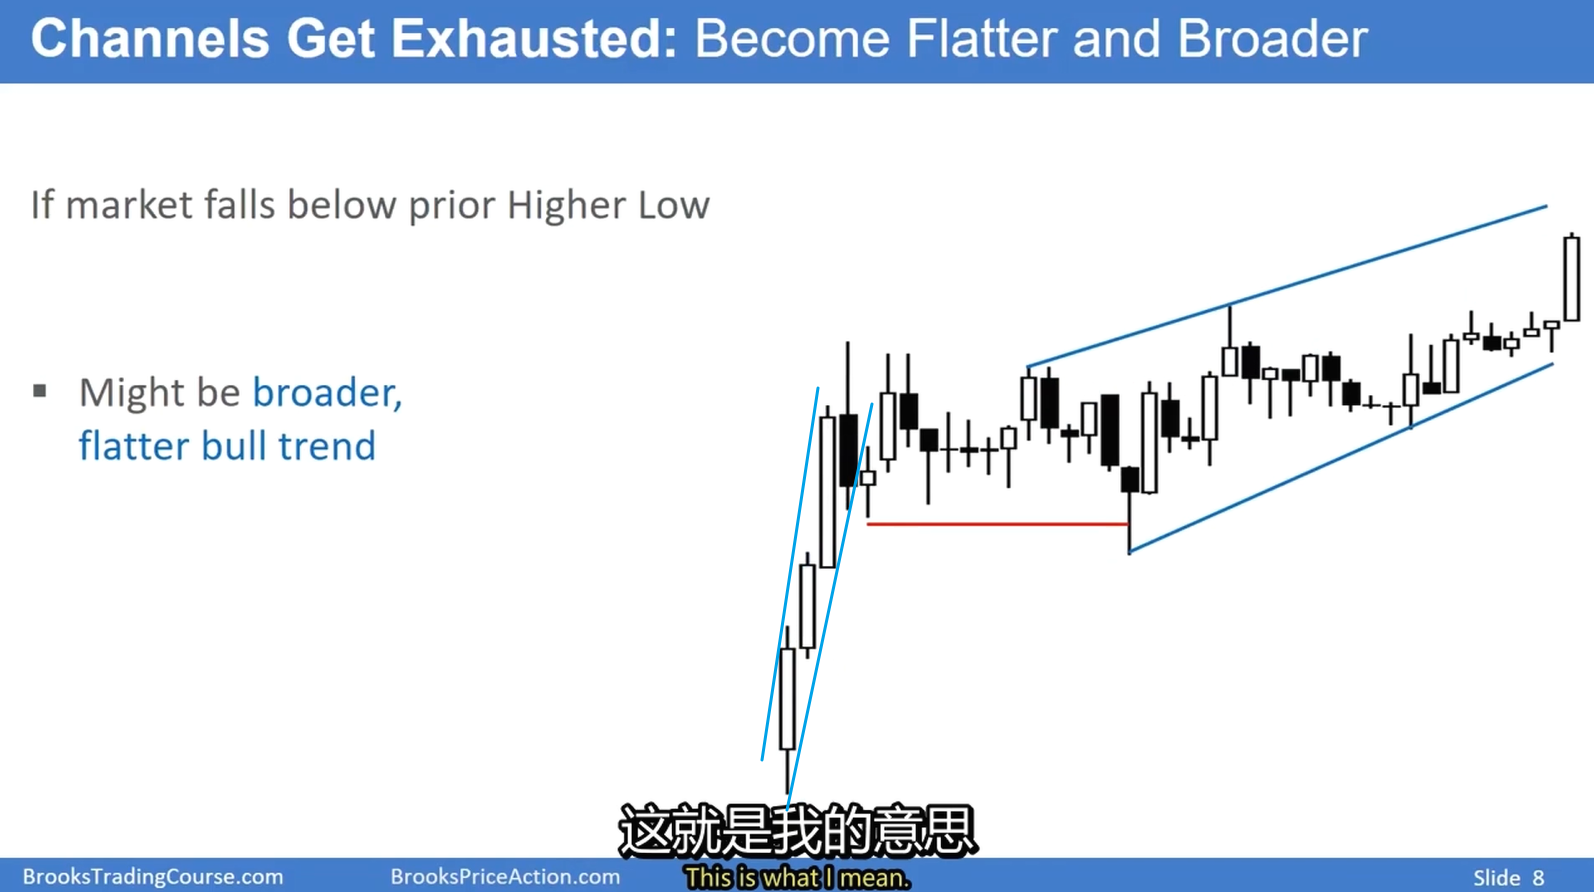 Channels Get Exhausted: Become Flatter and Broader
If market falls below prior Higher Low
▪ Might be broader,
flatter bull trend
这就是我的意思
This is what I mean.
BrooksTradingCourse.com
BrooksPriceAction.com
Slide 8